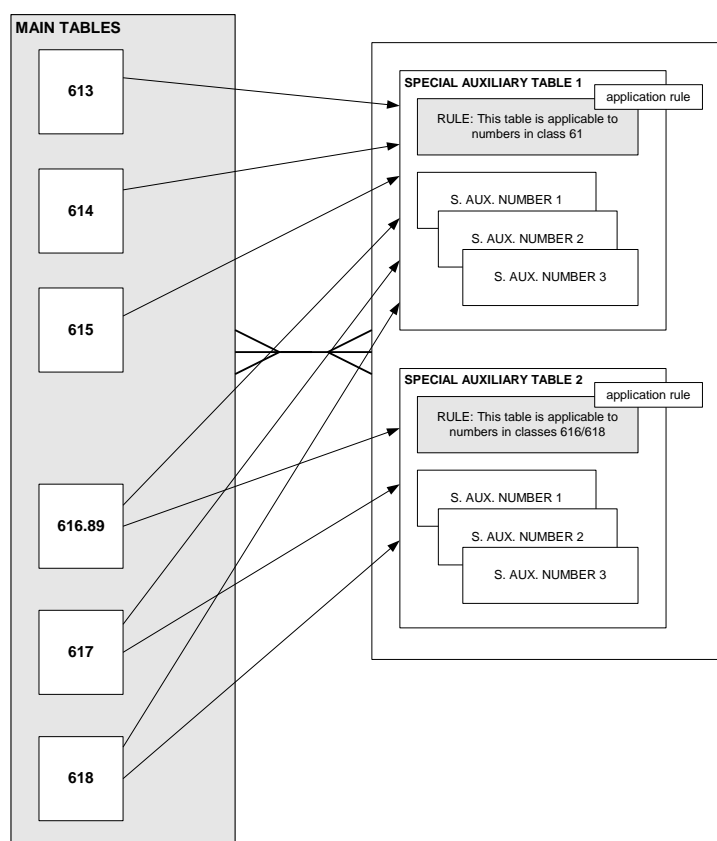 MAIN TABLES
613
614
615
616.89
617
618
SPECIAL AUXILIARY TABLE 1
application rule
RULE: This table is applicable to
numbers in class 61
S. AUX. NUMBER 1
S. AUX. NUMBER 2
S. AUX. NUMBER 3
SPECIAL AUXILIARY TABLE 2
application rule
RULE: This table is applicable to
numbers in classes 616/618
S. AUX. NUMBER 1
S. AUX. NUMBER 2
S. AUX. NUMBER 3